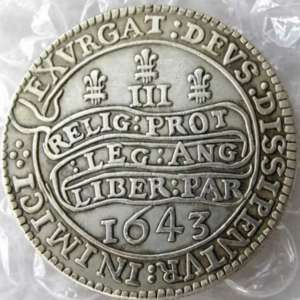 EXVRGAT : DEVS : DISSIPENTVR : INIMICI
III
RELIG : PROT
: LEG : ANG
LIBER : PAR
1643